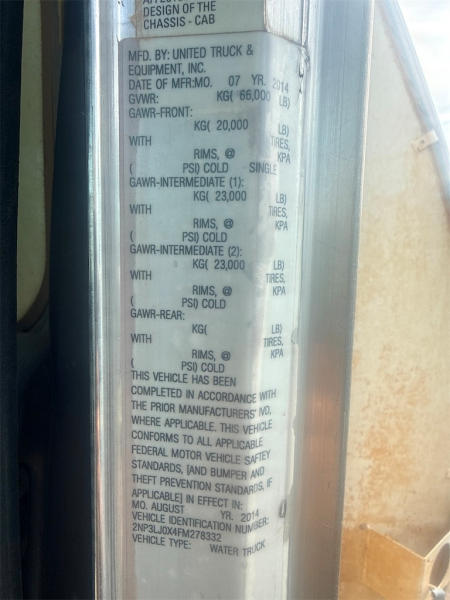 DESIGN OF THE
CHASSIS - CAB
MFD. BY: UNITED TRUCK &
EQUIPMENT, INC.
DATE OF MFR:MO. 07 YR. 2014
GVWR: KG( 66,000 LB)
GAWR-FRONT:
KG( 20,000 LB)
WITH TIRES,
RIMS, @ KPA
( PSI) COLD SINGLE
GAWR-INTERMEDIATE (1):
KG( 23,000 LB)
WITH TIRES,
RIMS, @ KPA
( PSI) COLD
GAWR-INTERMEDIATE (2):
KG( 23,000 LB)
WITH TIRES,
RIMS, @ KPA
( PSI) COLD
GAWR-REAR:
KG( LB)
WITH TIRES,
RIMS, @ KPA
( PSI) COLD
THIS VEHICLE HAS BEEN
COMPLETED IN ACCORDANCE WITH
THE PRIOR MANUFACTURERS' IVD,
WHERE APPLICABLE. THIS VEHICLE
CONFORMS TO ALL APPLICABLE
FEDERAL MOTOR VEHICLE SAFTEY
STANDARDS, [AND BUMPER AND
THEFT PREVENTION STANDARDS, IF
APPLICABLE] IN EFFECT IN:
MO. AUGUST YR. 2014
VEHICLE IDENTIFICATION NUMBER:
2NP3LJ0X4FM278332
VEHICLE TYPE: WATER TRUCK